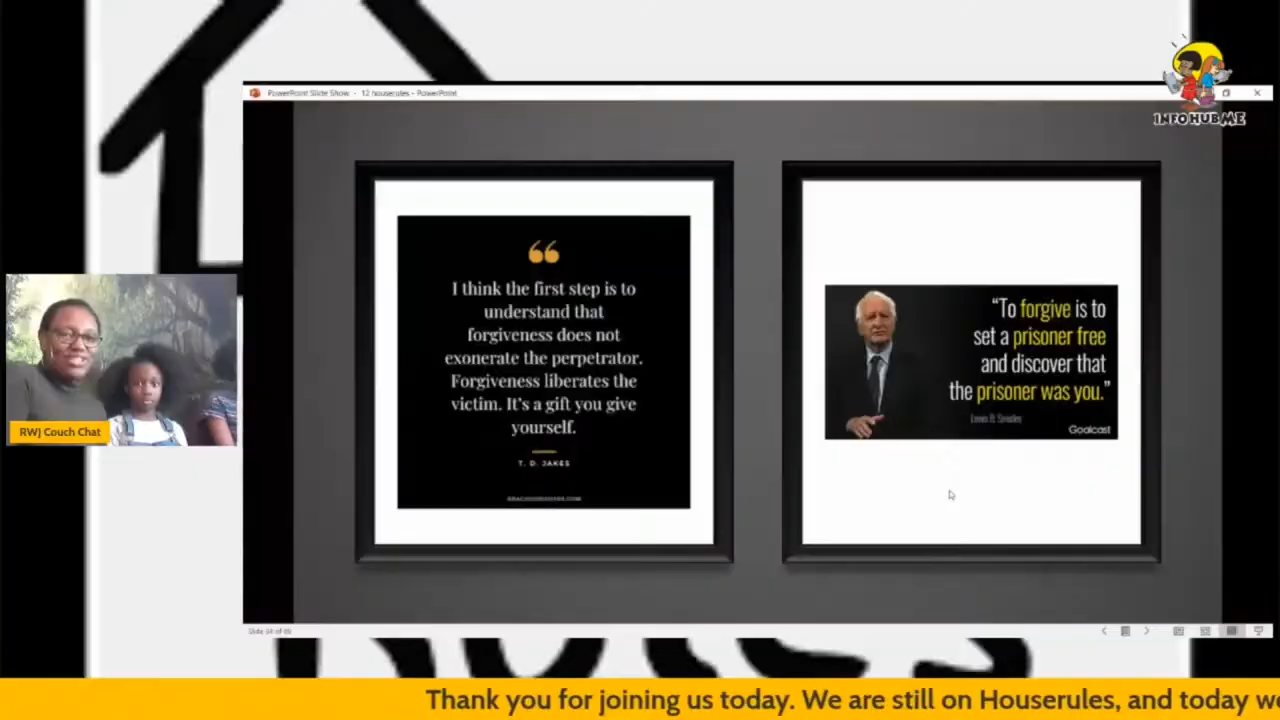 PowerPoint Slide Show - 12 houserules - PowerPoint
INFO HUB ME
“
I think the first step is to
understand that
forgiveness does not
exonerate the perpetrator.
Forgiveness liberates the
victim. It's a gift you give
yourself.
T. D. JAKES
“To forgive is to
set a prisoner free
and discover that
the prisoner was you.”
Lewis B. Smedes
Goalcast
RWJ Couch Chat
RULES
Thank you for joining us today. We are still on Houserules, and today we